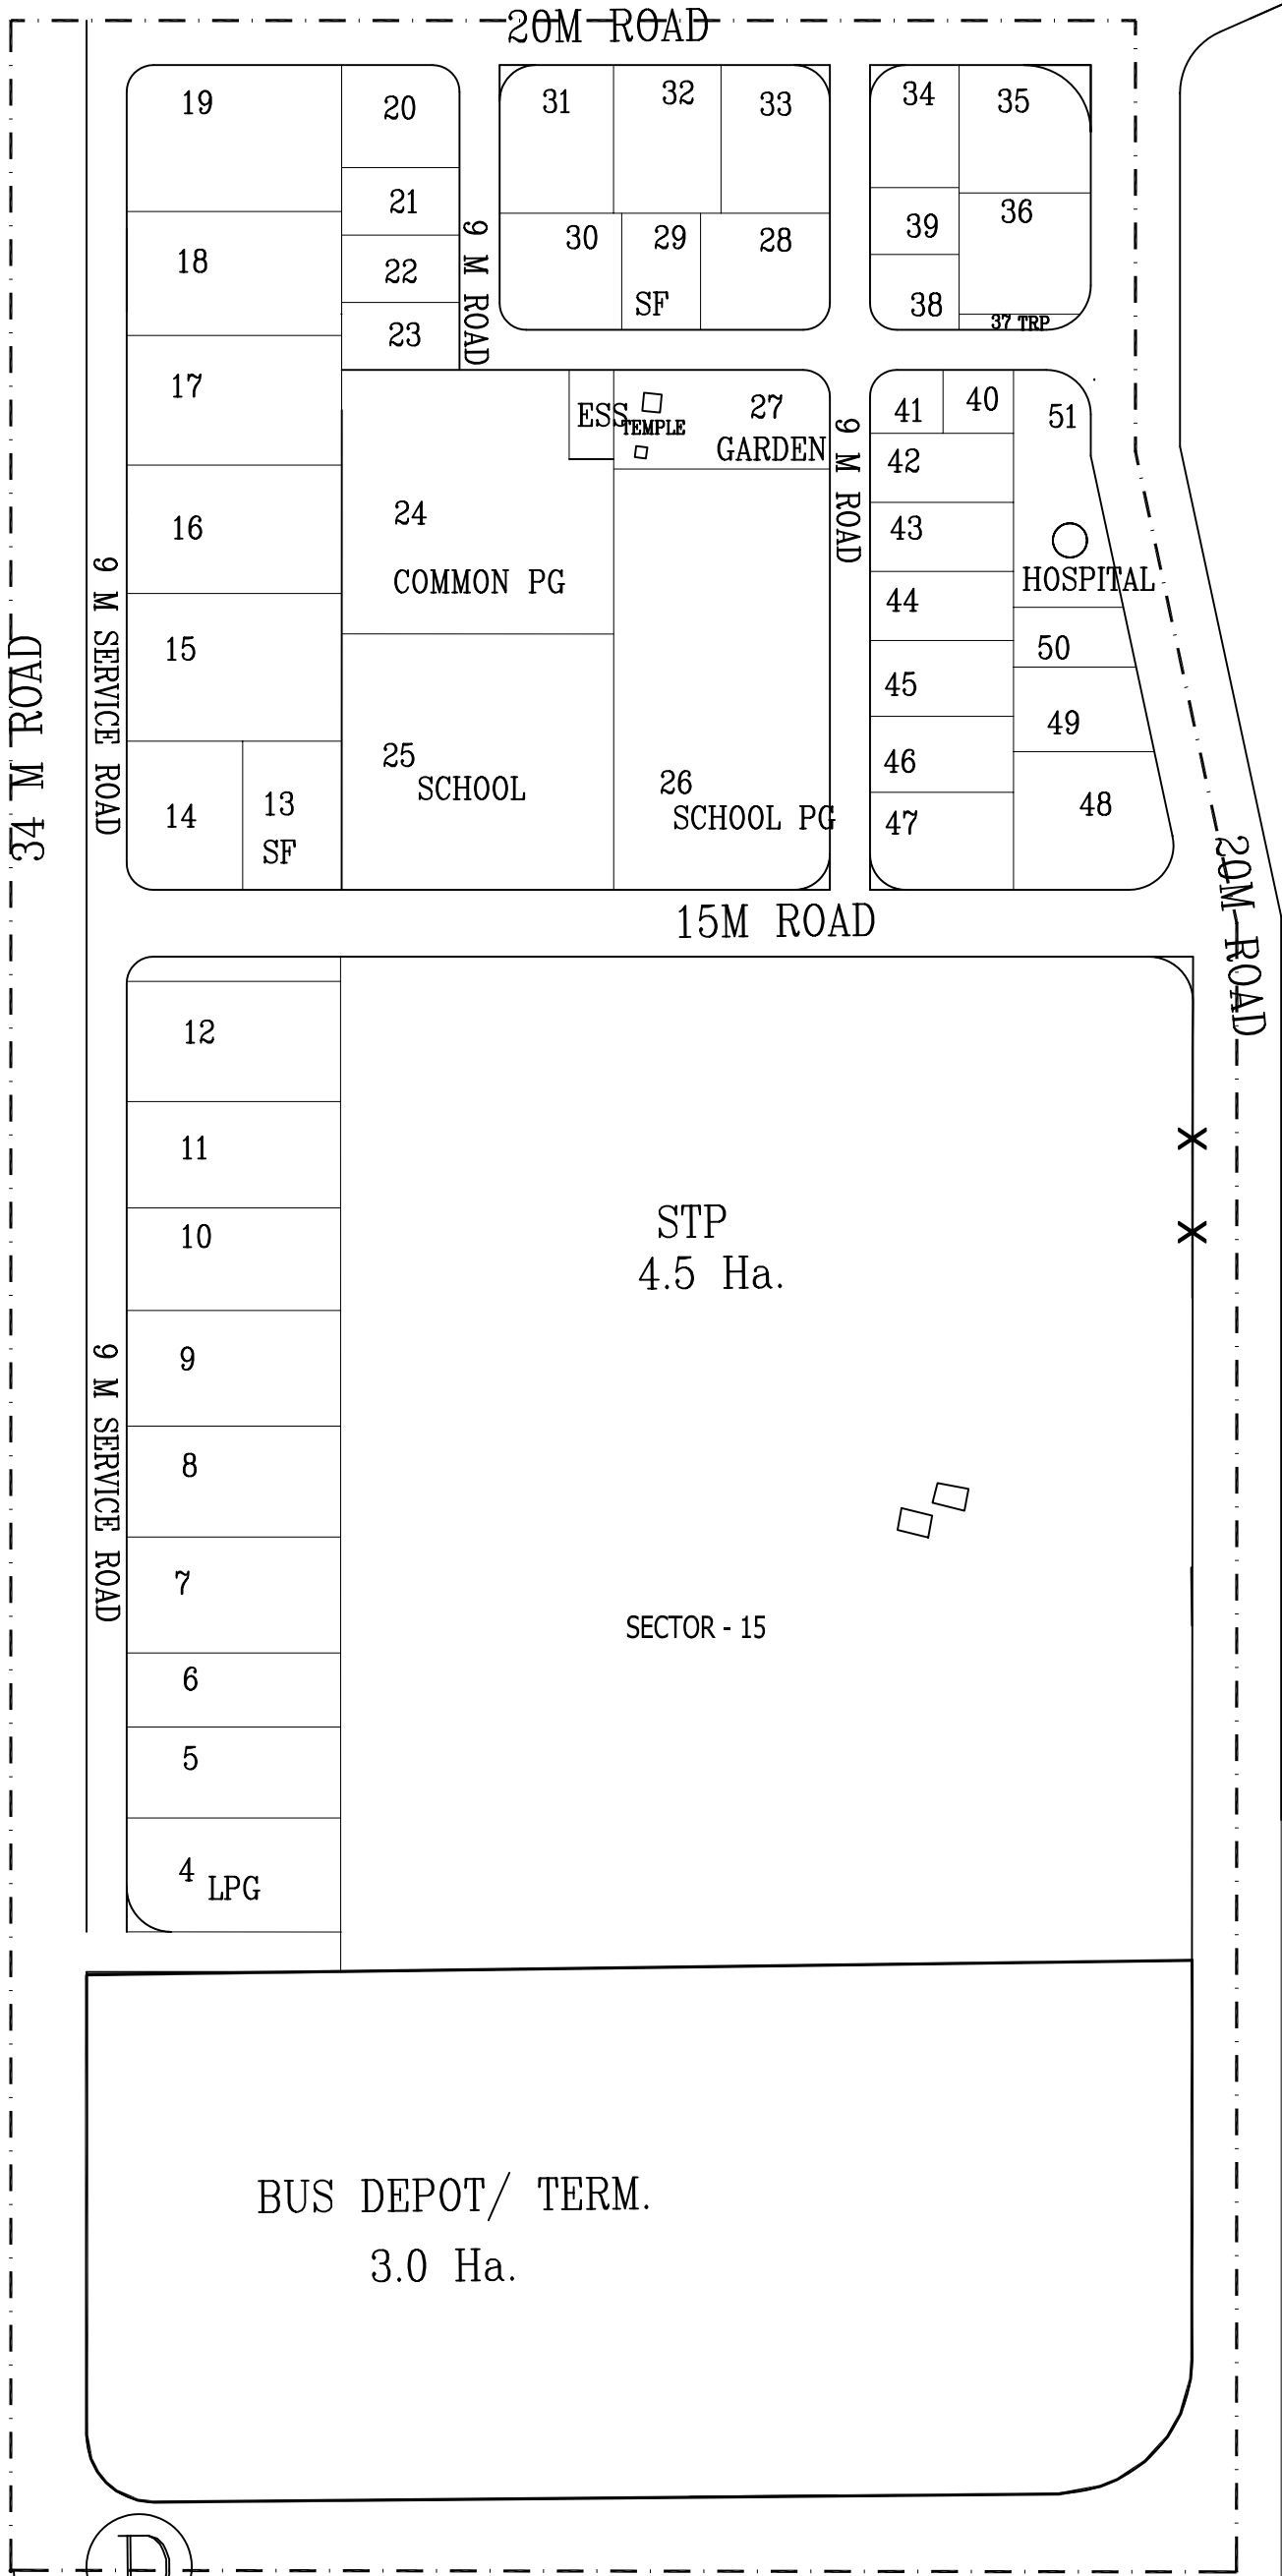 20M ROAD
19
20
31
32
33
34
35
21
39
36
18
22
30
29
28
9 M ROAD
SF
38
37 TRP
23
17
ESS
TEMPLE
27
GARDEN
41
40
51
9 M ROAD
42
16
24
43
COMMON PG
HOSPITAL
44
15
9 M SERVICE ROAD
34 M ROAD
50
45
49
25
SCHOOL
26
SCHOOL PG
46
14
13
SF
47
48
15M ROAD
20M ROAD
12
11
10
STP
4.5 Ha.
9
9 M SERVICE ROAD
8
7
SECTOR - 15
6
5
4
LPG
BUS DEPOT/ TERM.
3.0 Ha.
D